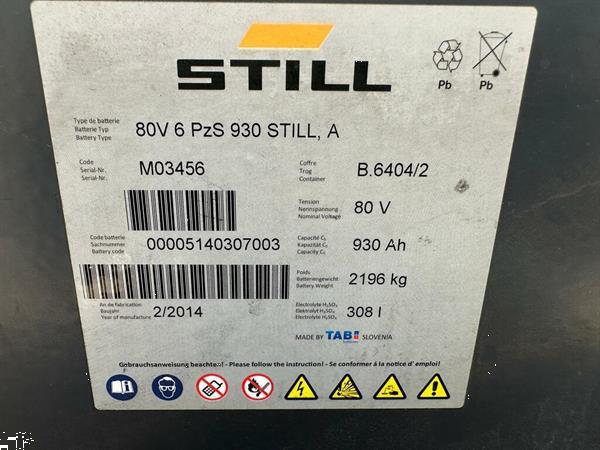 STILL
Pb Pb
Type de batterie
Batterie Typ
Battery Type
80V 6 PzS 930 STILL, A
Code
Serial-Nr.
Serial-Nr.
M03456
Coffre
Trog
Container
B.6404/2
Tension
Nennspannung
Nominal Voltage
80 V
Code batterie
Sachnummer
Battery code
00005140307003
Capacité C₅
Kapazität C₅
Capacity C₅
930 Ah
Poids
Batteriegewicht
Battery Weight
2196 kg
An de fabrication
Baujahr
Year of manufacture
2/2014
Electrolyte H₂SO₄
Elektrolyt H₂SO₄
Electrolyte H₂SO₄
308 l
MADE BY TAB SLOVENIA
Gebrauchsanweisung beachten! - Please follow the instruction! - Se conformer á la notice d' emploi!